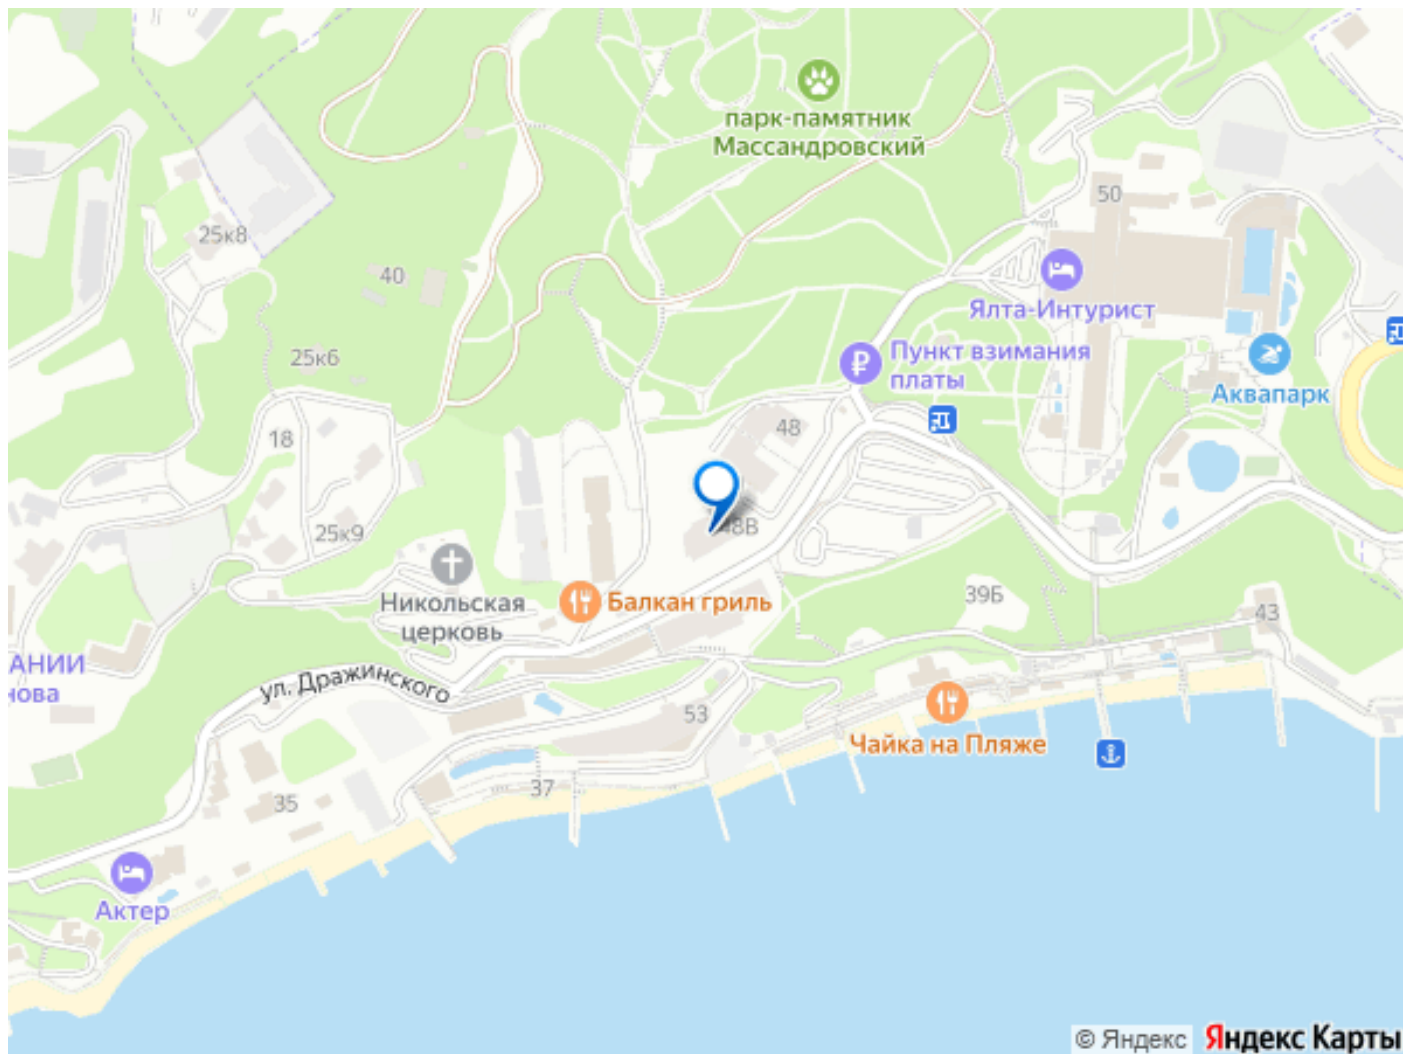 парк-памятник
Массандровский
50
25к8
40
Ялта-Интурист
25к6
Пункт взимания
платы
Аквапарк
18
48
25к9
48В
Никольская
церковь
Балкан гриль
39Б
43
АНИИ
нова
ул. Дражинского
53
Чайка на Пляже
37
35
Актер
© Яндекс
Яндекс Карты